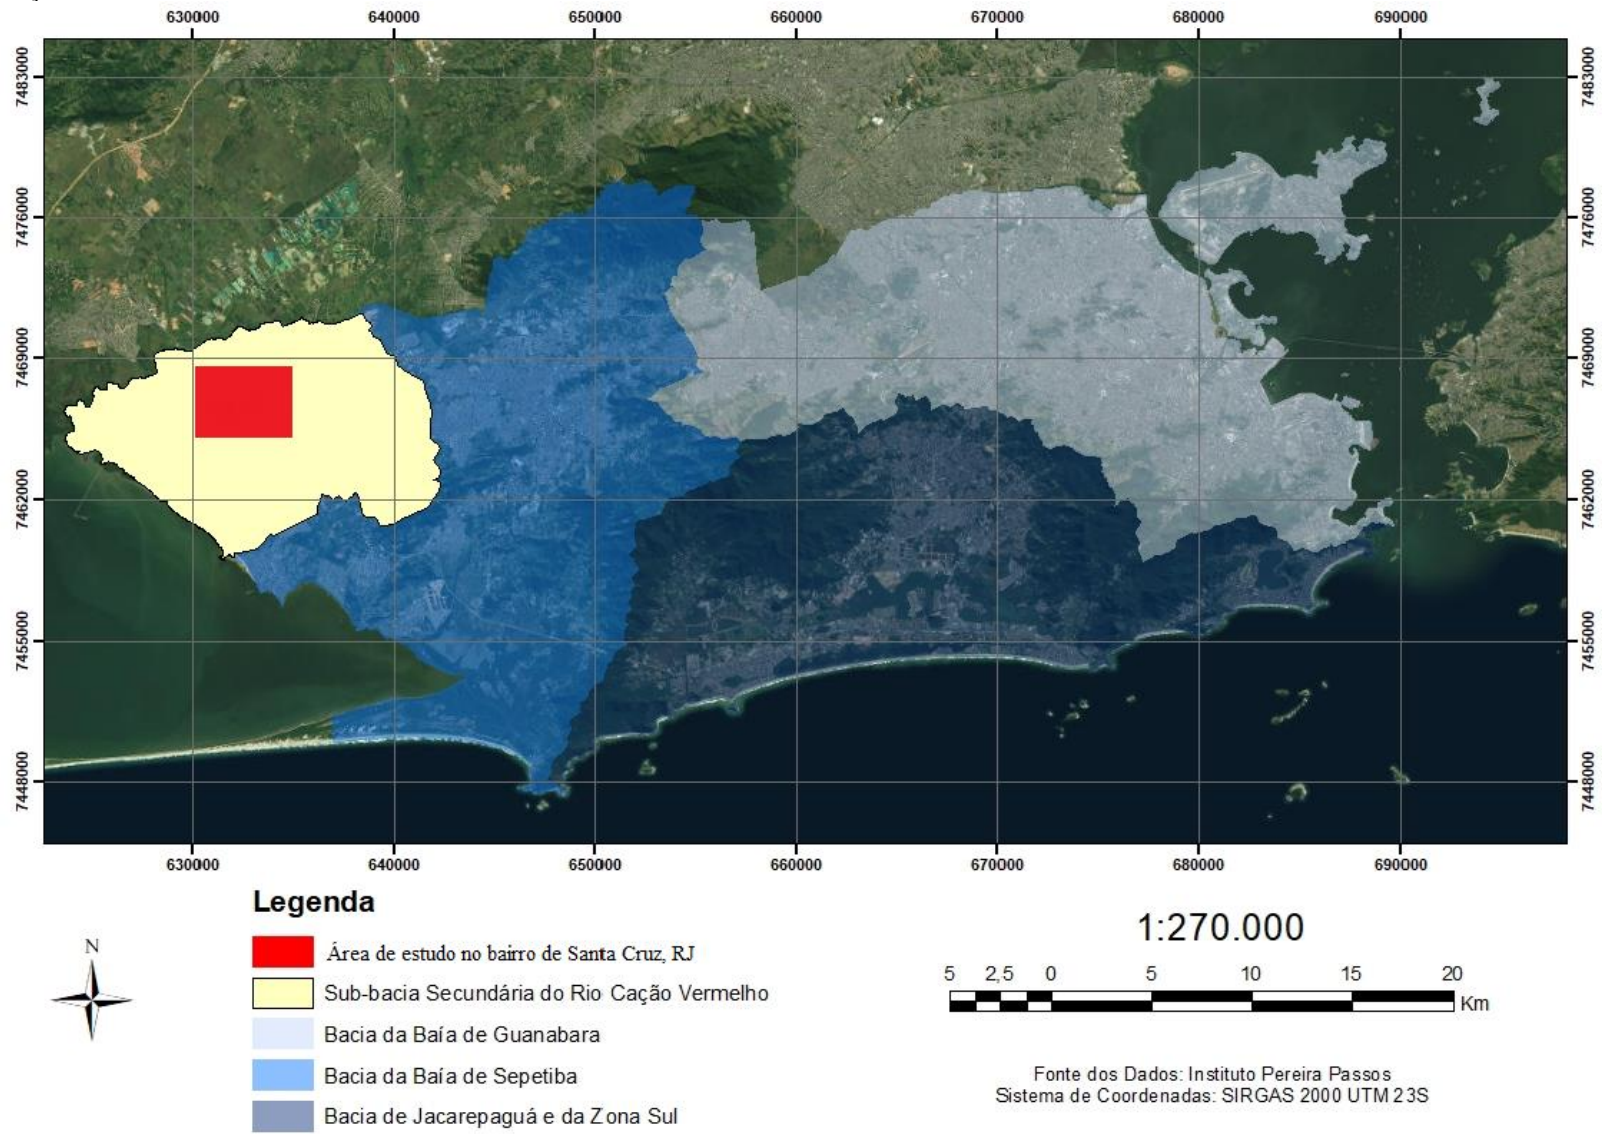 630000 640000 650000 660000 670000 680000 690000
7483000 7483000
7476000 7476000
7469000 7469000
7462000 7462000
7455000 7455000
7448000 7448000
630000 640000 650000 660000 670000 680000 690000
Legenda
N
Área de estudo no bairro de Santa Cruz, RJ
Sub-bacia Secundária do Rio Cação Vermelho
Bacia da Baía de Guanabara
Bacia da Baía de Sepetiba
Bacia de Jacarepaguá e da Zona Sul
1:270.000
5 2,5 0 5 10 15 20
Km
Fonte dos Dados: Instituto Pereira Passos
Sistema de Coordenadas: SIRGAS 2000 UTM 23S